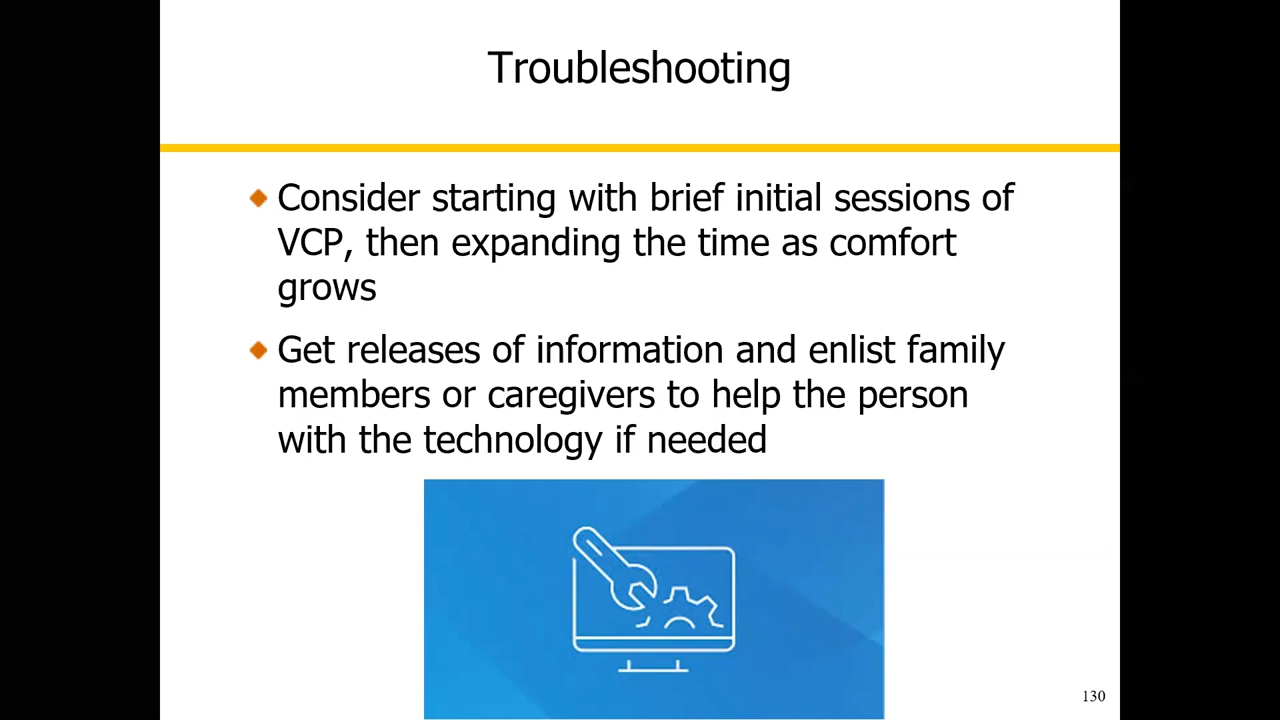 Troubleshooting
Consider starting with brief initial sessions of
VCP, then expanding the time as comfort
grows
Get releases of information and enlist family
members or caregivers to help the person
with the technology if needed
130